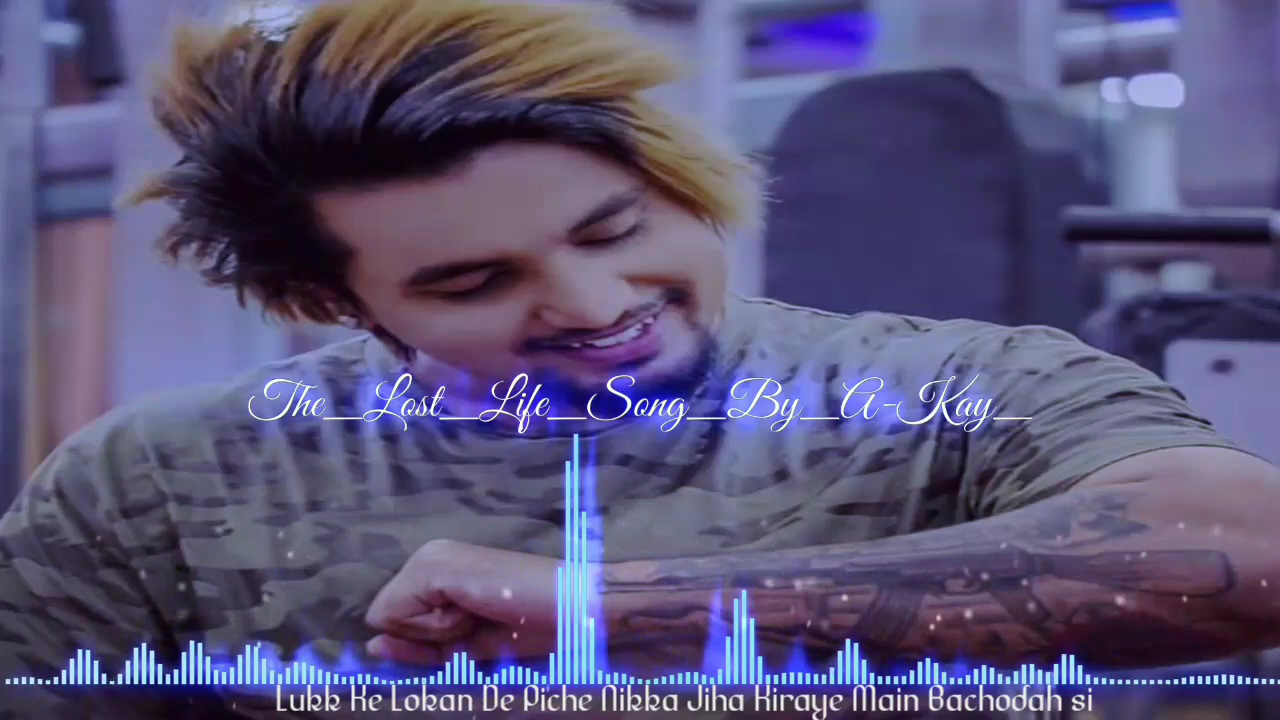 The_Lost_Life_Song_By_A-Kay_
Lukk Ke Lokan De Piche Nikka Jiha Kiraye Main Bachodah si